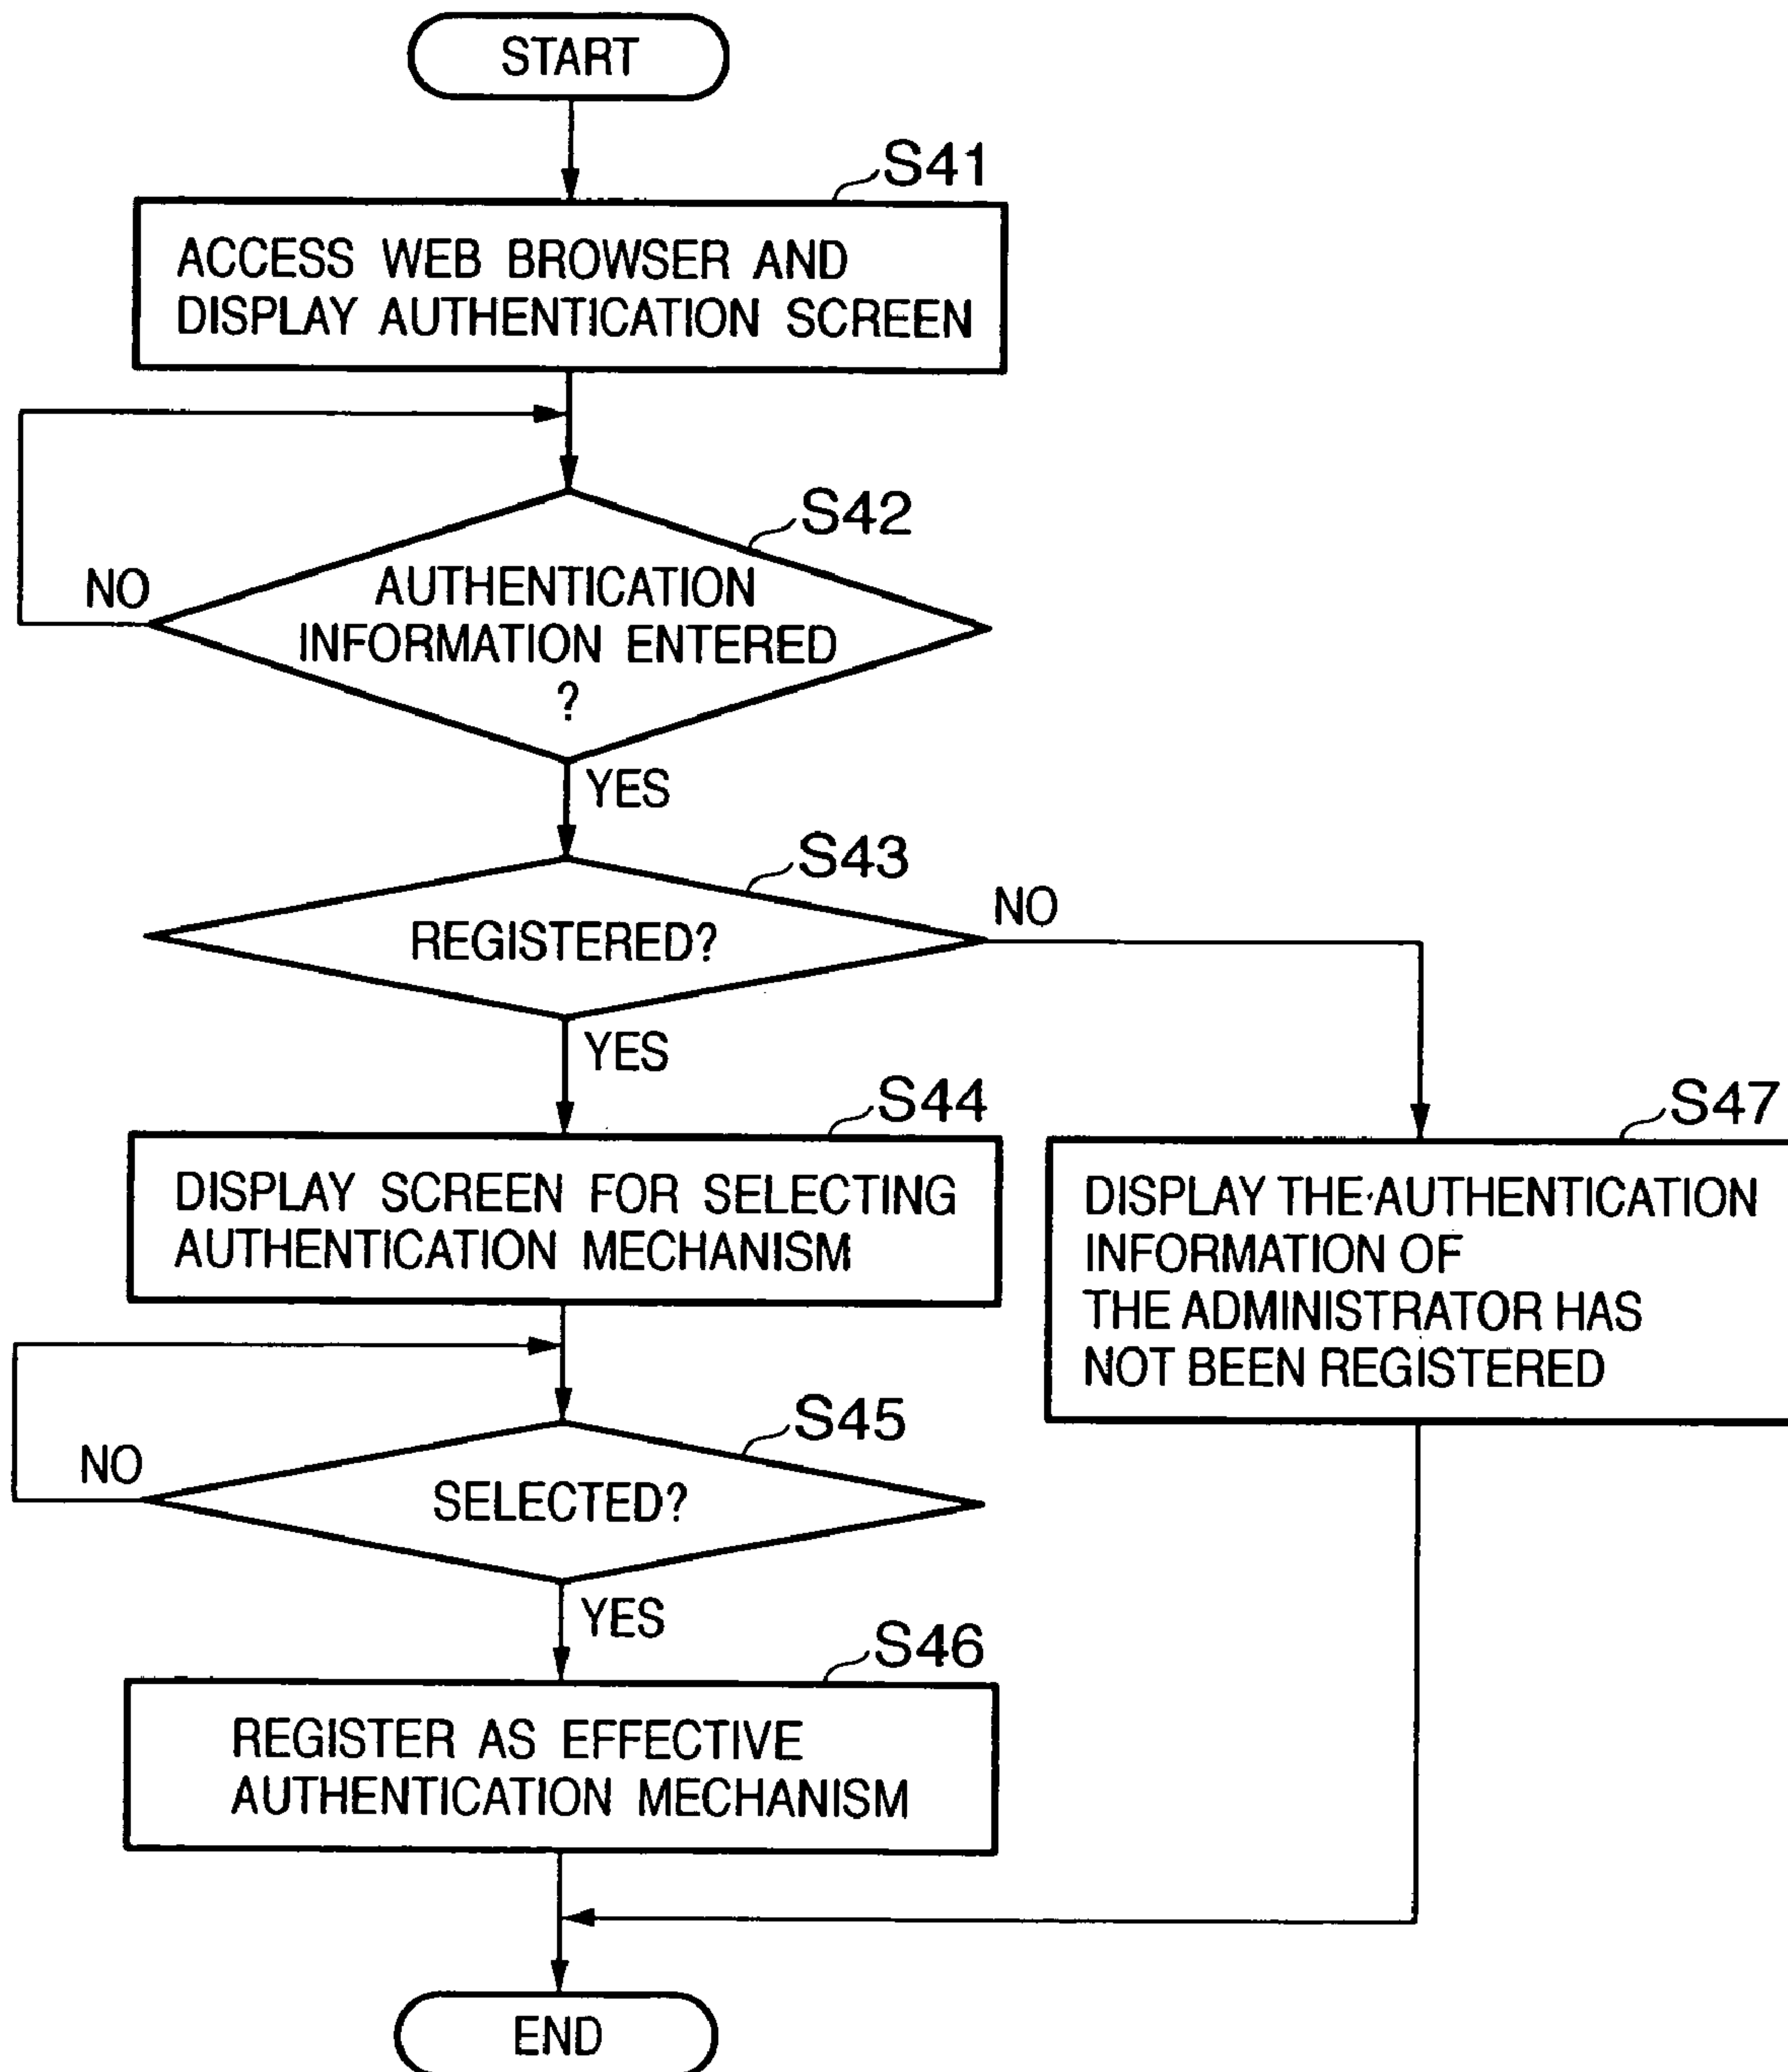 START
S41
ACCESS WEB BROWSER AND
DISPLAY AUTHENTICATION SCREEN
S42
NO
AUTHENTICATION
INFORMATION ENTERED
?
YES
S43
NO
REGISTERED?
YES
S44
DISPLAY SCREEN FOR SELECTING
AUTHENTICATION MECHANISM
S47
DISPLAY THE AUTHENTICATION
INFORMATION OF
THE ADMINISTRATOR HAS
NOT BEEN REGISTERED
S45
NO
SELECTED?
YES
S46
REGISTER AS EFFECTIVE
AUTHENTICATION MECHANISM
END